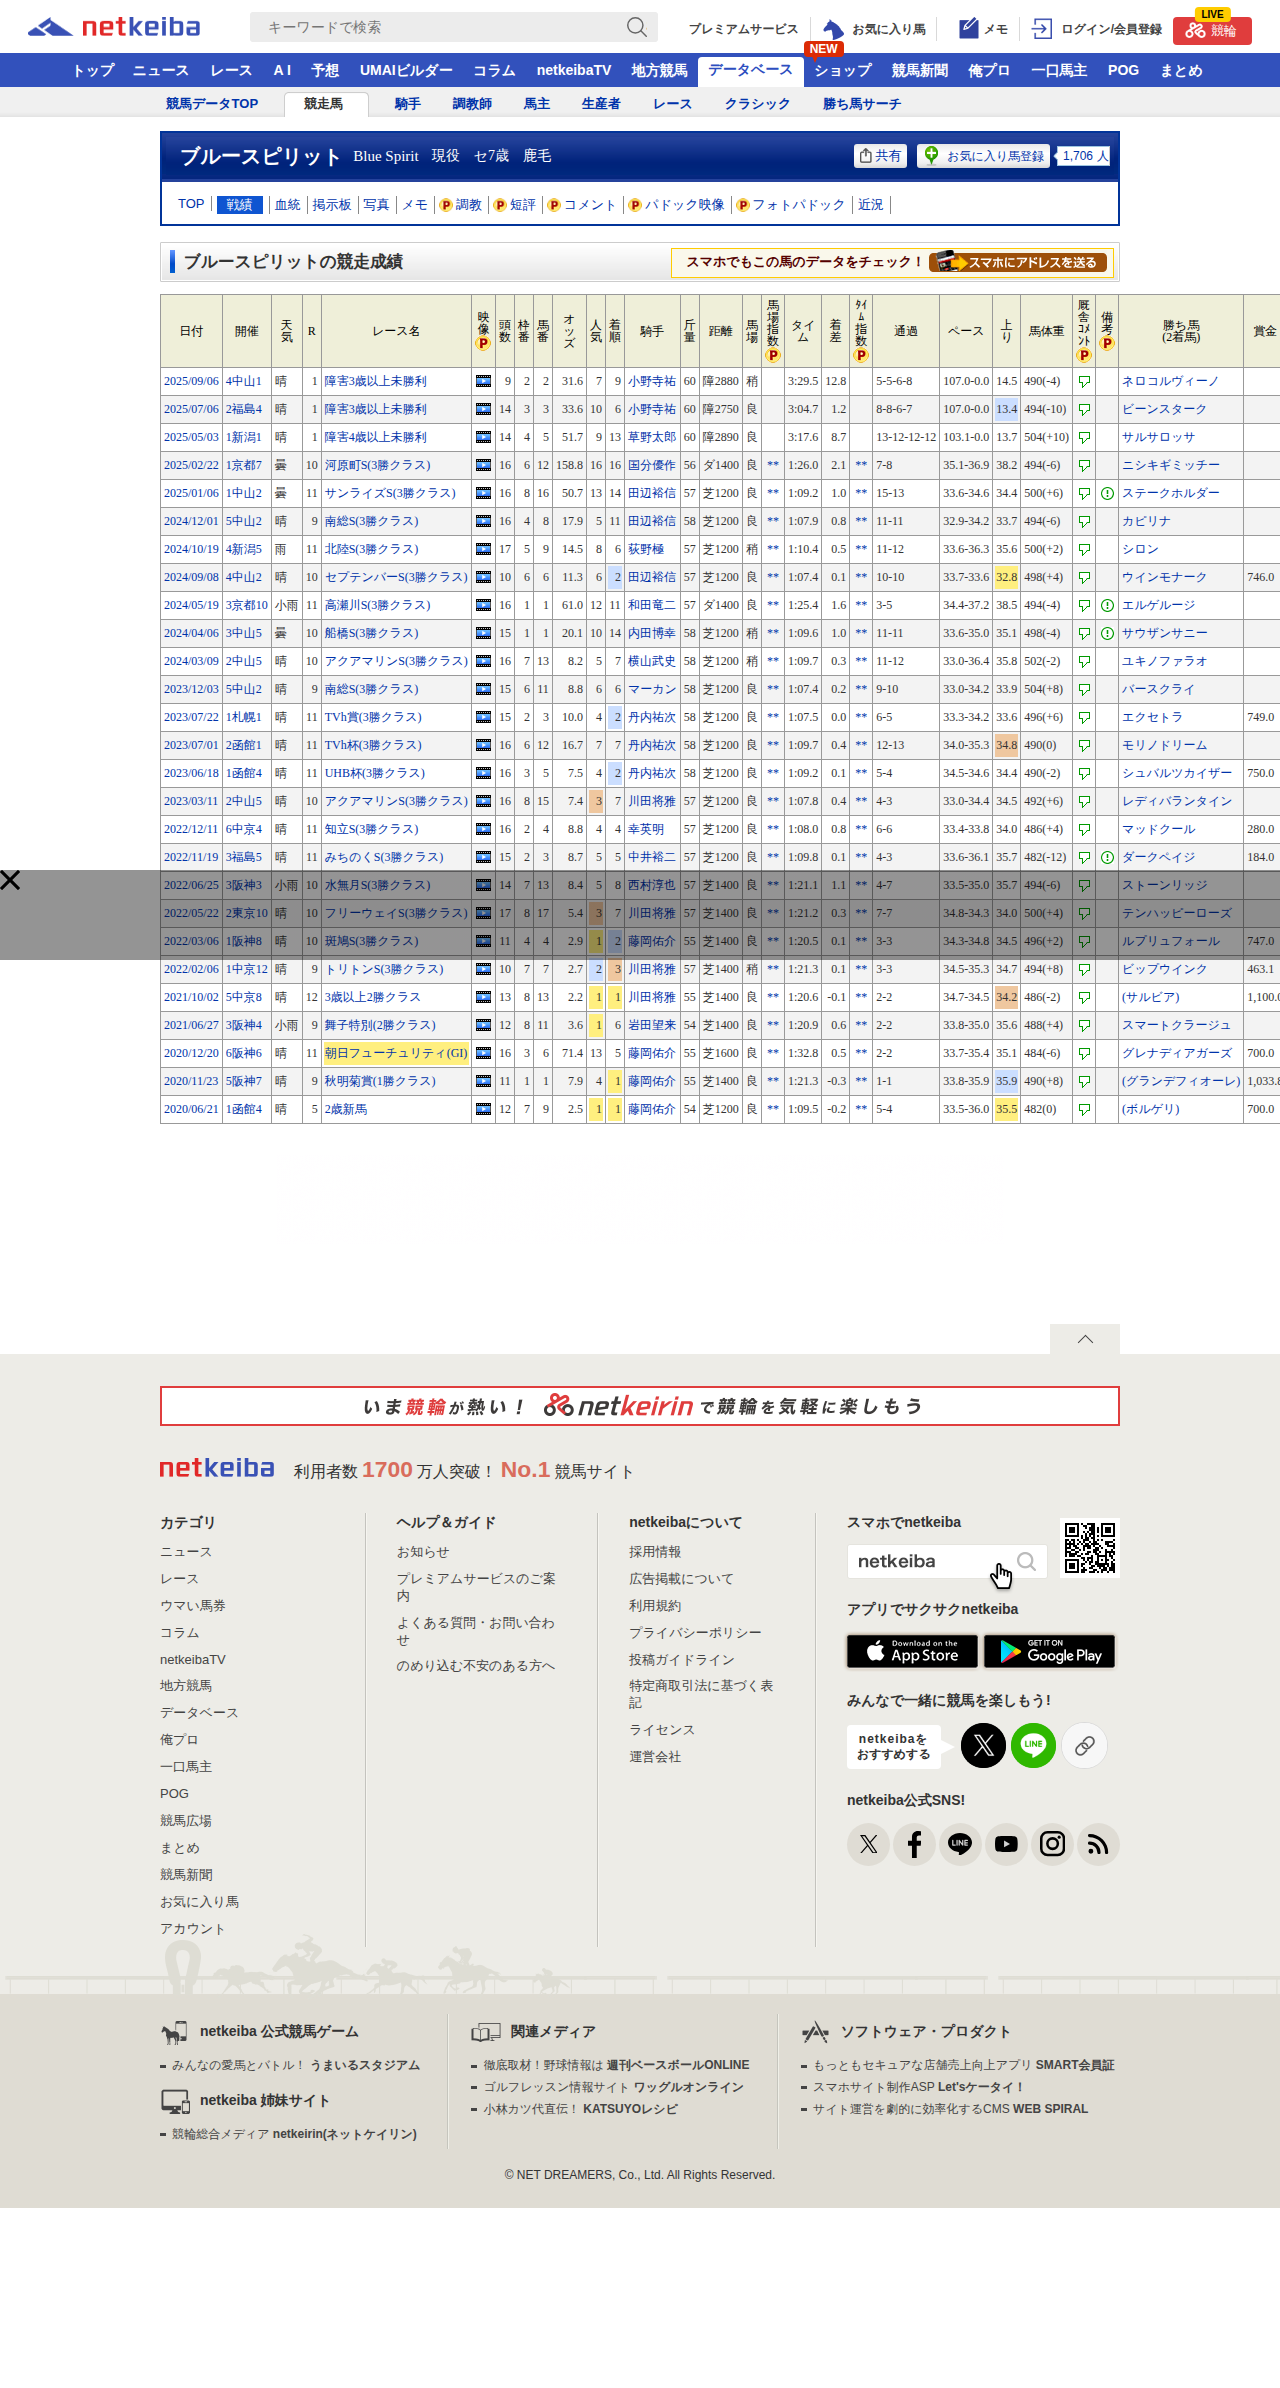 netkeiba
キーワードで検索
プレミアムサービス お気に入り馬 メモ ログイン/会員登録 LIVE 競輪
NEW
トップ ニュース レース A I 予想 UMAIビルダー コラム netkeibaTV 地方競馬 データベース ショップ 競馬新聞 俺プロ 一口馬主 POG まとめ
競馬データTOP 競走馬 騎手 調教師 馬主 生産者 レース クラシック 勝ち馬サーチ
ブルースピリット Blue Spirit 現役 セ7歳 鹿毛 共有 お気に入り馬登録 1,706 人
TOP 戦績 血統 掲示板 写真 メモ P 調教 P 短評 P コメント P パドック映像 P フォトパドック 近況
ブルースピリットの競走成績 スマホでもこの馬のデータをチェック! スマホにアドレスを送る
日付 開催 天気 R レース名 映像P 頭数 枠番 馬番 オッズ 人気 着順 騎手 斤量 距離 馬場 馬場指数P タイム 着差 ﾀｲﾑ指数P 通過 ペース 上り 馬体重 厩舎ｺﾒﾝﾄP 備考P 勝ち馬(2着馬) 賞金
2025/09/06 4中山1 晴 1 障害3歳以上未勝利 9 2 2 31.6 7 9 小野寺祐 60 障2880 稍 3:29.5 12.8 5-5-6-8 107.0-0.0 14.5 490(-4) ネロコルヴィーノ
2025/07/06 2福島4 晴 1 障害3歳以上未勝利 14 3 3 33.6 10 6 小野寺祐 60 障2750 良 3:04.7 1.2 8-8-6-7 107.0-0.0 13.4 494(-10) ビーンスターク
2025/05/03 1新潟1 晴 1 障害4歳以上未勝利 14 4 5 51.7 9 13 草野太郎 60 障2890 良 3:17.6 8.7 13-12-12-12 103.1-0.0 13.7 504(+10) サルサロッサ
2025/02/22 1京都7 曇 10 河原町S(3勝クラス) 16 6 12 158.8 16 16 国分優作 56 ダ1400 良 ** 1:26.0 2.1 ** 7-8 35.1-36.9 38.2 494(-6) ニシキギミッチー
2025/01/06 1中山2 曇 11 サンライズS(3勝クラス) 16 8 16 50.7 13 14 田辺裕信 57 芝1200 良 ** 1:09.2 1.0 ** 15-13 33.6-34.6 34.4 500(+6) ステークホルダー
2024/12/01 5中山2 晴 9 南総S(3勝クラス) 16 4 8 17.9 5 11 田辺裕信 58 芝1200 良 ** 1:07.9 0.8 ** 11-11 32.9-34.2 33.7 494(-6) カピリナ
2024/10/19 4新潟5 雨 11 北陸S(3勝クラス) 17 5 9 14.5 8 6 荻野極 57 芝1200 稍 ** 1:10.4 0.5 ** 11-12 33.6-36.3 35.6 500(+2) シロン
2024/09/08 4中山2 晴 10 セプテンバーS(3勝クラス) 10 6 6 11.3 6 2 田辺裕信 57 芝1200 良 ** 1:07.4 0.1 ** 10-10 33.7-33.6 32.8 498(+4) ウインモナーク 746.0
2024/05/19 3京都10 小雨 11 高瀬川S(3勝クラス) 16 1 1 61.0 12 11 和田竜二 57 ダ1400 良 ** 1:25.4 1.6 ** 3-5 34.4-37.2 38.5 494(-4) エルゲルージ
2024/04/06 3中山5 曇 10 船橋S(3勝クラス) 15 1 1 20.1 10 14 内田博幸 58 芝1200 稍 ** 1:09.6 1.0 ** 11-11 33.6-35.0 35.1 498(-4) サウザンサニー
2024/03/09 2中山5 晴 10 アクアマリンS(3勝クラス) 16 7 13 8.2 5 7 横山武史 58 芝1200 稍 ** 1:09.7 0.3 ** 11-12 33.0-36.4 35.8 502(-2) ユキノファラオ
2023/12/03 5中山2 晴 9 南総S(3勝クラス) 15 6 11 8.8 6 6 マーカン 58 芝1200 良 ** 1:07.4 0.2 ** 9-10 33.0-34.2 33.9 504(+8) バースクライ
2023/07/22 1札幌1 晴 11 TVh賞(3勝クラス) 15 2 3 10.0 4 2 丹内祐次 58 芝1200 良 ** 1:07.5 0.0 ** 6-5 33.3-34.2 33.6 496(+6) エクセトラ 749.0
2023/07/01 2函館1 晴 11 TVh杯(3勝クラス) 16 6 12 16.7 7 7 丹内祐次 58 芝1200 良 ** 1:09.7 0.4 ** 12-13 34.0-35.3 34.8 490(0) モリノドリーム
2023/06/18 1函館4 晴 11 UHB杯(3勝クラス) 16 3 5 7.5 4 2 丹内祐次 58 芝1200 良 ** 1:09.2 0.1 ** 5-4 34.5-34.6 34.4 490(-2) シュバルツカイザー 750.0
2023/03/11 2中山5 晴 10 アクアマリンS(3勝クラス) 16 8 15 7.4 3 7 川田将雅 57 芝1200 良 ** 1:07.8 0.4 ** 4-3 33.0-34.4 34.5 492(+6) レディバランタイン
2022/12/11 6中京4 晴 11 知立S(3勝クラス) 16 2 4 8.8 4 4 幸英明 57 芝1200 良 ** 1:08.0 0.8 ** 6-6 33.4-33.8 34.0 486(+4) マッドクール 280.0
2022/11/19 3福島5 晴 11 みちのくS(3勝クラス) 15 2 3 8.7 5 5 中井裕二 57 芝1200 良 ** 1:09.8 0.1 ** 4-3 33.6-36.1 35.7 482(-12) ダークペイジ 184.0
2022/06/25 3阪神3 小雨 10 水無月S(3勝クラス) 14 7 13 8.4 5 8 西村淳也 57 芝1400 良 ** 1:21.1 1.1 ** 4-7 33.5-35.0 35.7 494(-6) ストーンリッジ
2022/05/22 2東京10 晴 10 フリーウェイS(3勝クラス) 17 8 17 5.4 3 7 川田将雅 57 芝1400 良 ** 1:21.2 0.3 ** 7-7 34.8-34.3 34.0 500(+4) テンハッピーローズ
2022/03/06 1阪神8 晴 10 斑鳩S(3勝クラス) 11 4 4 2.9 1 2 藤岡佑介 55 芝1400 良 ** 1:20.5 0.1 ** 3-3 34.3-34.8 34.5 496(+2) ルプリュフォール 747.0
2022/02/06 1中京12 晴 9 トリトンS(3勝クラス) 10 7 7 2.7 2 3 川田将雅 57 芝1400 稍 ** 1:21.3 0.1 ** 3-3 34.5-35.3 34.7 494(+8) ビップウインク 463.1
2021/10/02 5中京8 晴 12 3歳以上2勝クラス 13 8 13 2.2 1 1 川田将雅 55 芝1400 良 ** 1:20.6 -0.1 ** 2-2 34.7-34.5 34.2 486(-2) (サルビア) 1,100.0
2021/06/27 3阪神4 小雨 9 舞子特別(2勝クラス) 12 8 11 3.6 1 6 岩田望来 54 芝1400 良 ** 1:20.9 0.6 ** 2-2 33.8-35.0 35.6 488(+4) スマートクラージュ
2020/12/20 6阪神6 晴 11 朝日フューチュリティ(GI) 16 3 6 71.4 13 5 藤岡佑介 55 芝1600 良 ** 1:32.8 0.5 ** 2-2 33.7-35.4 35.1 484(-6) グレナディアガーズ 700.0
2020/11/23 5阪神7 晴 9 秋明菊賞(1勝クラス) 11 1 1 7.9 4 1 藤岡佑介 55 芝1400 良 ** 1:21.3 -0.3 ** 1-1 33.8-35.9 35.9 490(+8) (グランデフィオーレ) 1,033.8
2020/06/21 1函館4 晴 5 2歳新馬 12 7 9 2.5 1 1 藤岡佑介 54 芝1200 良 ** 1:09.5 -0.2 ** 5-4 33.5-36.0 35.5 482(0) (ボルゲリ) 700.0
いま競輪が熱い! netkeirinで競輪を気軽に楽しもう
netkeiba 利用者数 1700 万人突破! No.1 競馬サイト
カテゴリ
ニュース
レース
ウマい馬券
コラム
netkeibaTV
地方競馬
データベース
俺プロ
一口馬主
POG
競馬広場
まとめ
競馬新聞
お気に入り馬
アカウント
ヘルプ&ガイド
お知らせ
プレミアムサービスのご案
内
よくある質問・お問い合わ
せ
のめり込む不安のある方へ
netkeibaについて
採用情報
広告掲載について
利用規約
プライバシーポリシー
投稿ガイドライン
特定商取引法に基づく表
記
ライセンス
運営会社
スマホでnetkeiba
netkeiba
アプリでサクサクnetkeiba
Download on the App Store
GET IT ON Google Play
みんなで一緒に競馬を楽しもう!
netkeibaを
おすすめする
LINE
netkeiba公式SNS!
LINE
netkeiba 公式競馬ゲーム
みんなの愛馬とバトル! うまいるスタジアム
netkeiba 姉妹サイト
競輪総合メディア netkeirin(ネットケイリン)
関連メディア
徹底取材!野球情報は 週刊ベースボールONLINE
ゴルフレッスン情報サイト ワッグルオンライン
小林カツ代直伝! KATSUYOレシピ
ソフトウェア・プロダクト
もっともセキュアな店舗売上向上アプリ SMART会員証
スマホサイト制作ASP Let'sケータイ!
サイト運営を劇的に効率化するCMS WEB SPIRAL
© NET DREAMERS, Co., Ltd. All Rights Reserved.